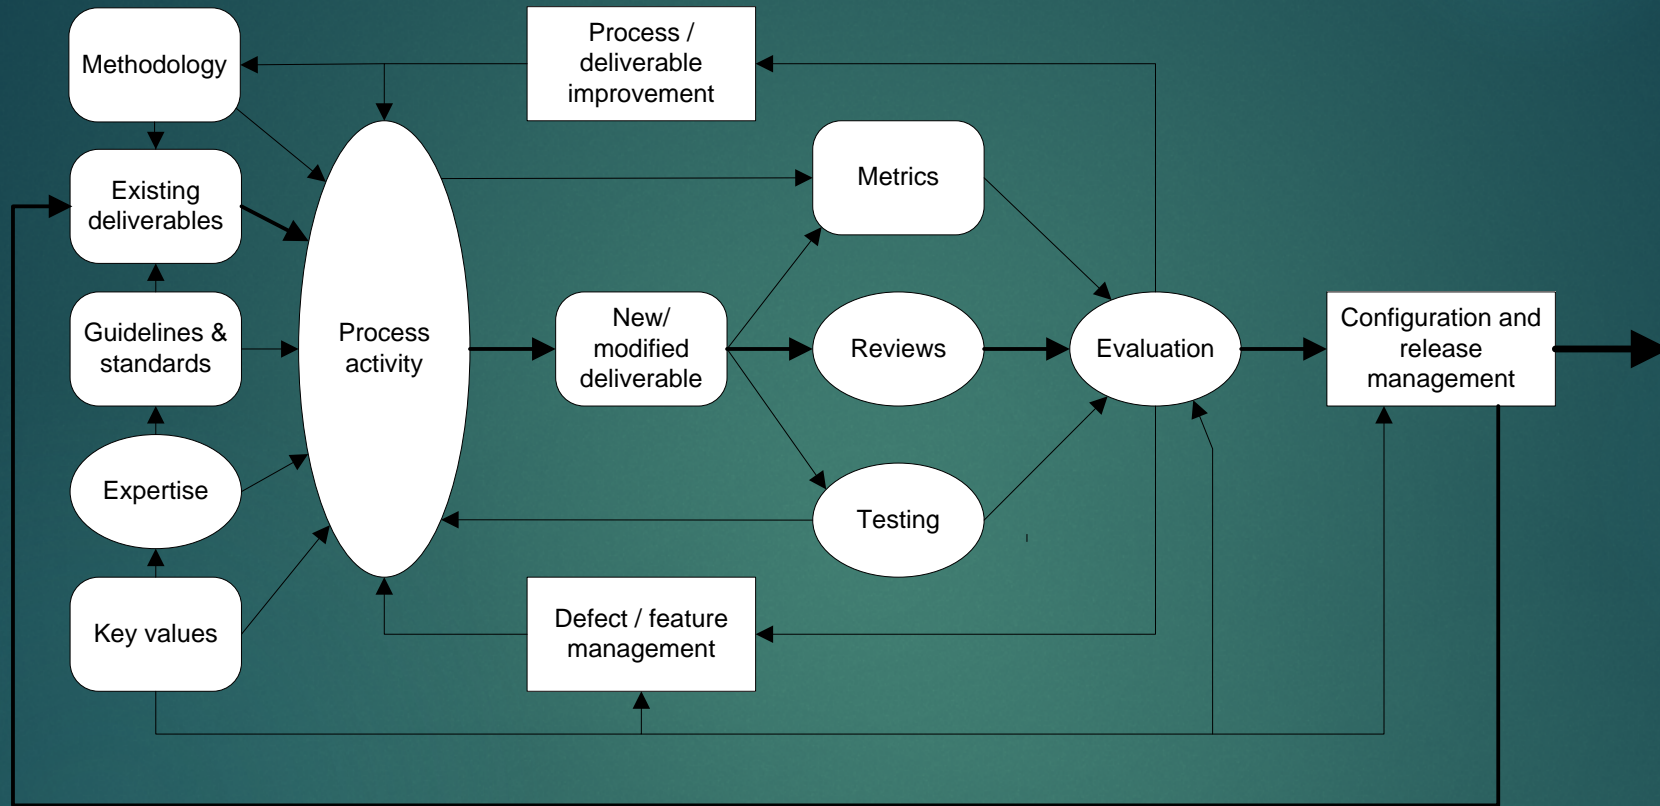 Methodology
Process /
deliverable
improvement
Existing
deliverables
Metrics
Guidelines &
standards
Process
activity
New/
modified
deliverable
Reviews
Evaluation
Configuration and
release
management
Expertise
Testing
Key values
Defect / feature
management